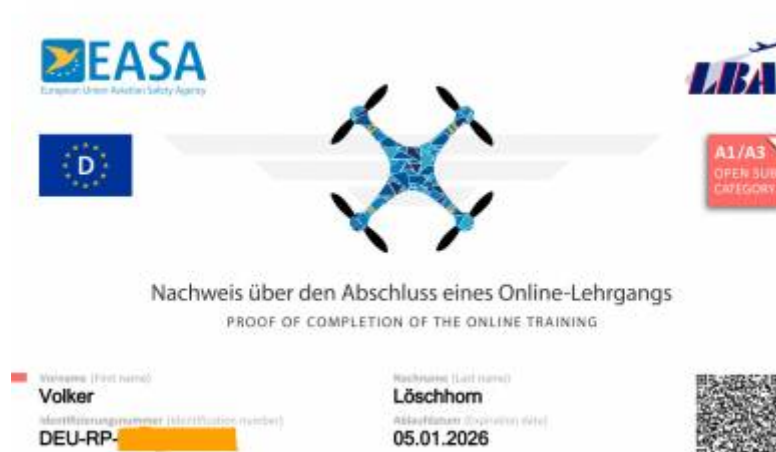 EASA
European Union Aviation Safety Agency
LBA
D
A1/A3
OPEN SUB
CATEGORY
Nachweis über den Abschluss eines Online-Lehrgangs
PROOF OF COMPLETION OF THE ONLINE TRAINING
Vorname (First name)
Nachname (Last name)
Volker
Löschhorn
Identifizierungsnummer (Identification number)
Ablaufdatum (Expiration date)
DEU-RP-
05.01.2026